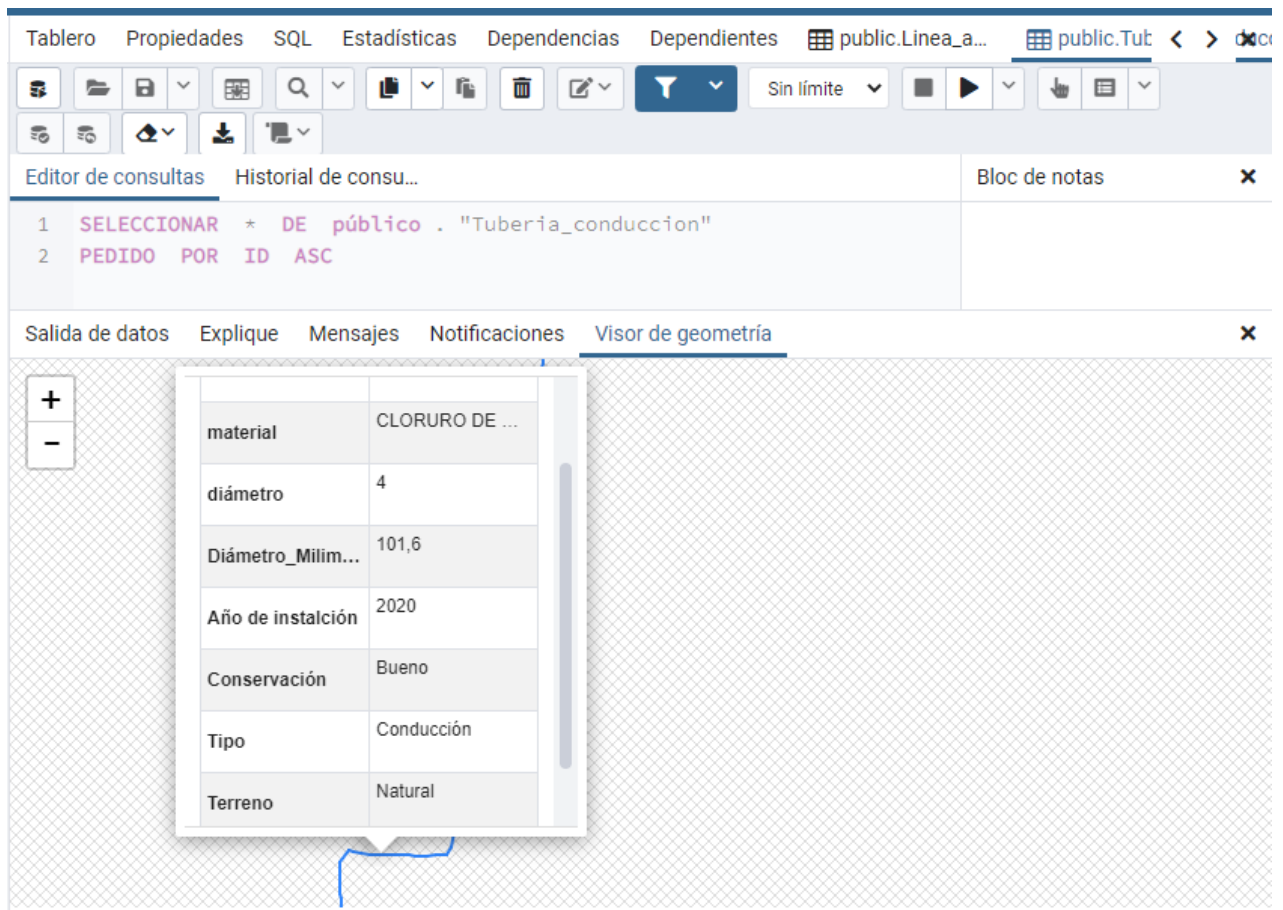 Tablero Propiedades SQL Estadísticas Dependencias Dependientes public.Linea_a... public.Tub
Sin límite
Editor de consultas Historial de consu... Bloc de notas
1 SELECCIONAR * DE público . "Tuberia_conduccion"
2 PEDIDO POR ID ASC
Salida de datos Explique Mensajes Notificaciones Visor de geometría
+
−
material CLORURO DE ...
diámetro 4
Diámetro_Milim... 101,6
Año de instalción 2020
Conservación Bueno
Tipo Conducción
Terreno Natural